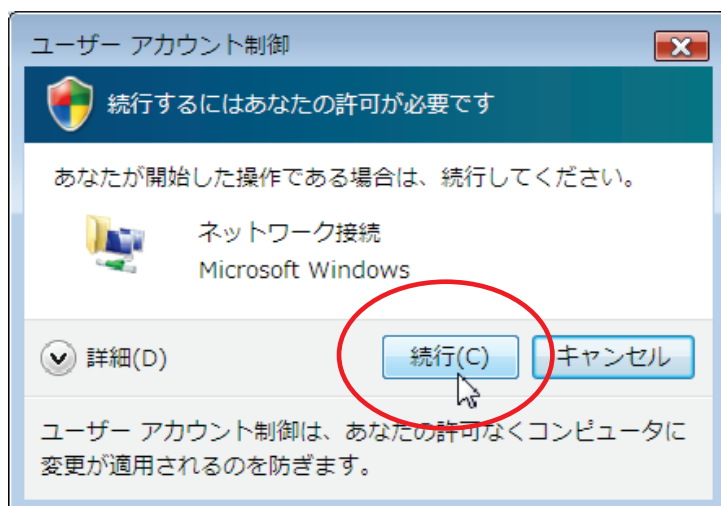 ユーザー アカウント制御
続行するにはあなたの許可が必要です
あなたが開始した操作である場合は、続行してください。
ネットワーク接続
Microsoft Windows
詳細(D) 続行(C) キャンセル
ユーザー アカウント制御は、あなたの許可なくコンピュータに
変更が適用されるのを防ぎます。